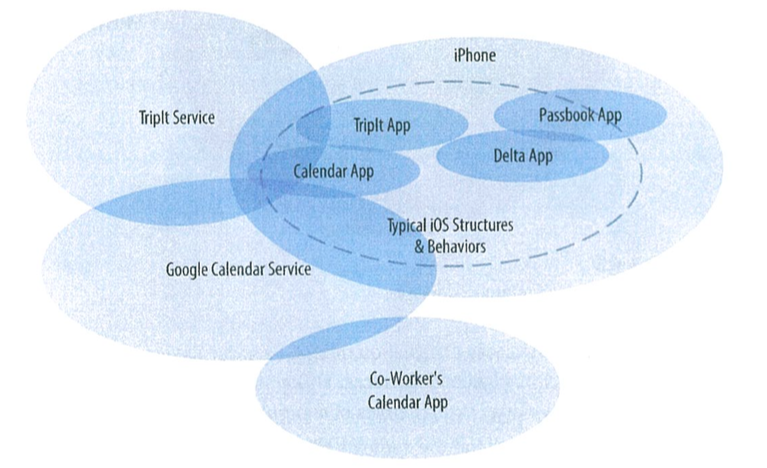 iPhone
TripIt Service
TripIt App
Passbook App
Calendar App
Delta App
Typical iOS Structures
& Behaviors
Google Calendar Service
Co-Worker's
Calendar App